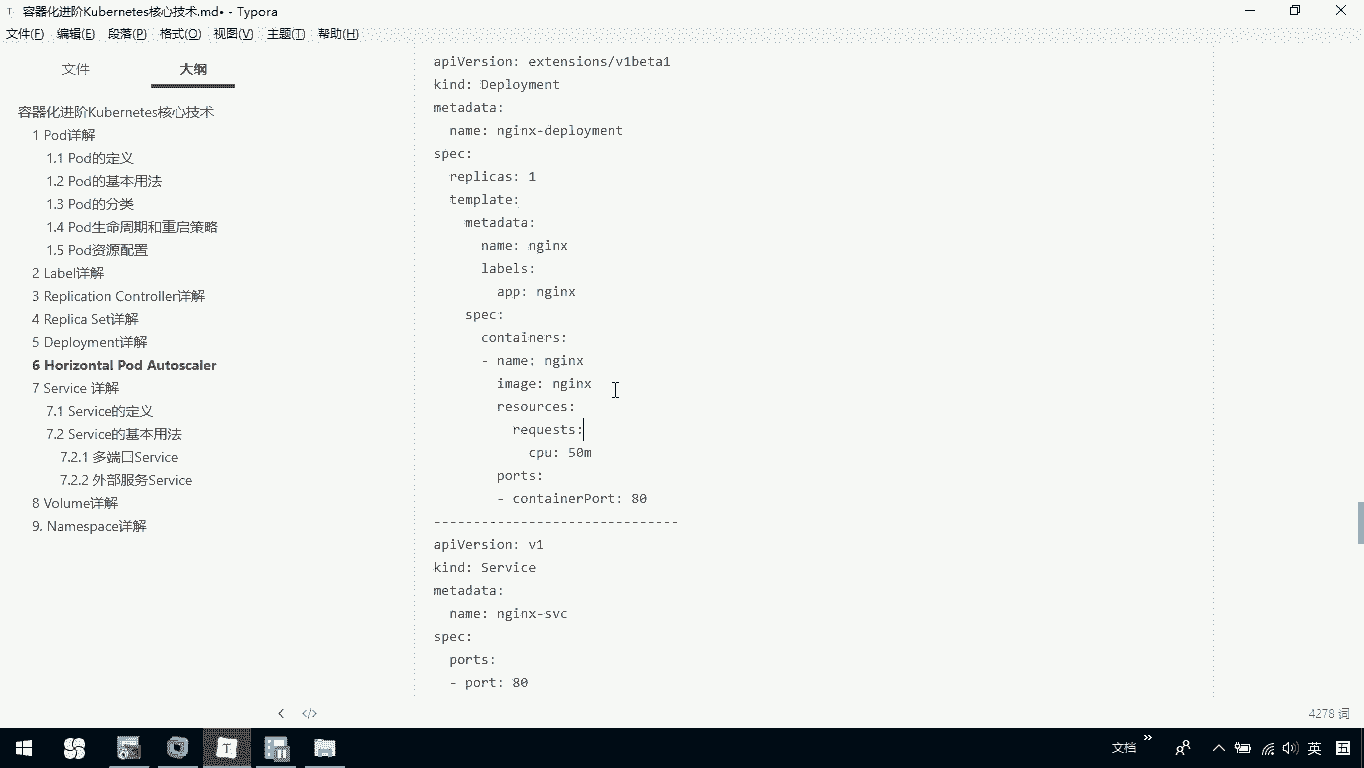 容器化进阶Kubernetes核心技术.md• - Typora
文件(F) 编辑(E) 段落(P) 格式(O) 视图(V) 主题(T) 帮助(H)
文件 大纲
容器化进阶Kubernetes核心技术
1 Pod详解
1.1 Pod的定义
1.2 Pod的基本用法
1.3 Pod的分类
1.4 Pod生命周期和重启策略
1.5 Pod资源配置
2 Label详解
3 Replication Controller详解
4 Replica Set详解
5 Deployment详解
6 Horizontal Pod Autoscaler
7 Service 详解
7.1 Service的定义
7.2 Service的基本用法
7.2.1 多端口Service
7.2.2 外部服务Service
8 Volume详解
9. Namespace详解
apiVersion: extensions/v1beta1
kind: Deployment
metadata:
  name: nginx-deployment
spec:
  replicas: 1
  template:
    metadata:
      name: nginx
      labels:
        app: nginx
    spec:
      containers:
      - name: nginx
        image: nginx
        resources:
          requests:
            cpu: 50m
        ports:
        - containerPort: 80
-------------------------------
apiVersion: v1
kind: Service
metadata:
  name: nginx-svc
spec:
  ports:
  - port: 80
4278 词
文档 英 五